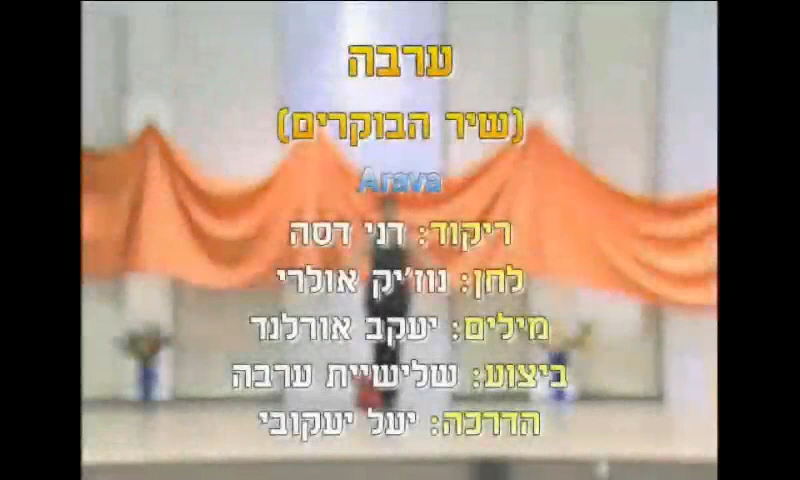 ערבה
(שיר הבוקרים)
Arava
ריקוד: דני דסה
לחן: נוז'יק אולרי
מילים: יעקב אורלנד
ביצוע: שלישיית ערבה
הדרכה: יעל יעקובי